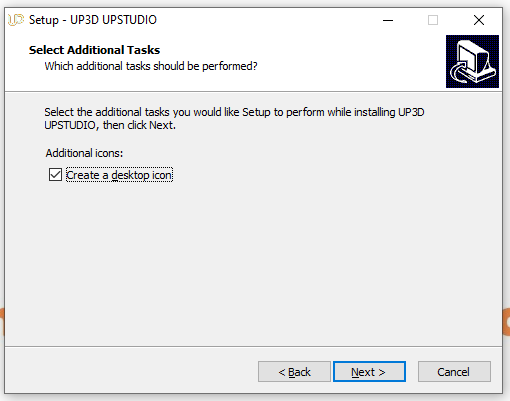 UP Setup - UP3D UPSTUDIO
Select Additional Tasks
Which additional tasks should be performed?
Select the additional tasks you would like Setup to perform while installing UP3D
UPSTUDIO, then click Next.
Additional icons:
Create a desktop icon
< Back
Next >
Cancel